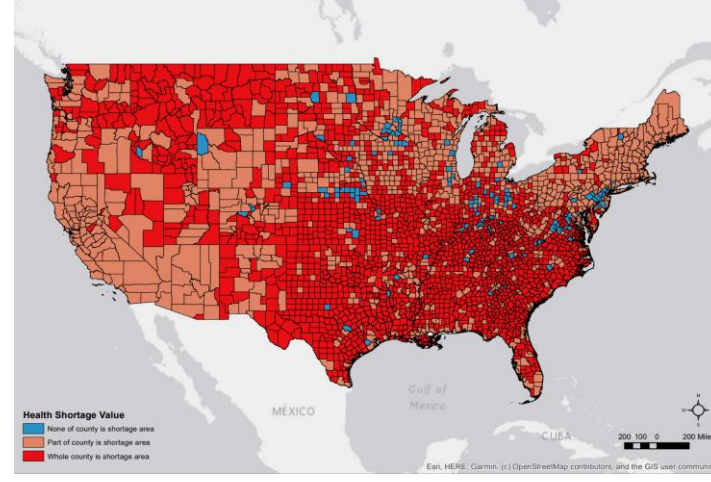 Gulf of
Mexico
MÉXICO
CUBA
Health Shortage Value
None of county is shortage area
Part of county is shortage area
Whole county is shortage area
N
S
200 100 0 200 Mile
Esri, HERE, Garmin, (c) OpenStreetMap contributors, and the GIS user